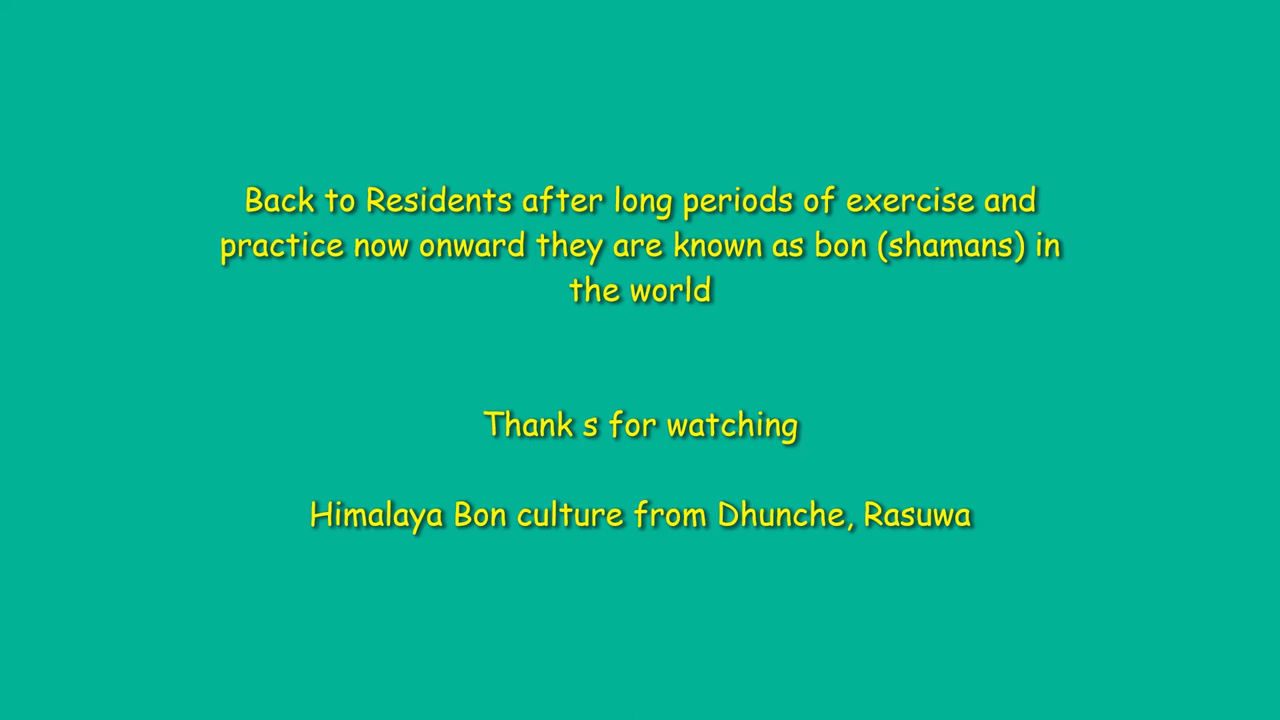 Back to Residents after long periods of exercise and
practice now onward they are known as bon (shamans) in
the world
Thank s for watching
Himalaya Bon culture from Dhunche, Rasuwa